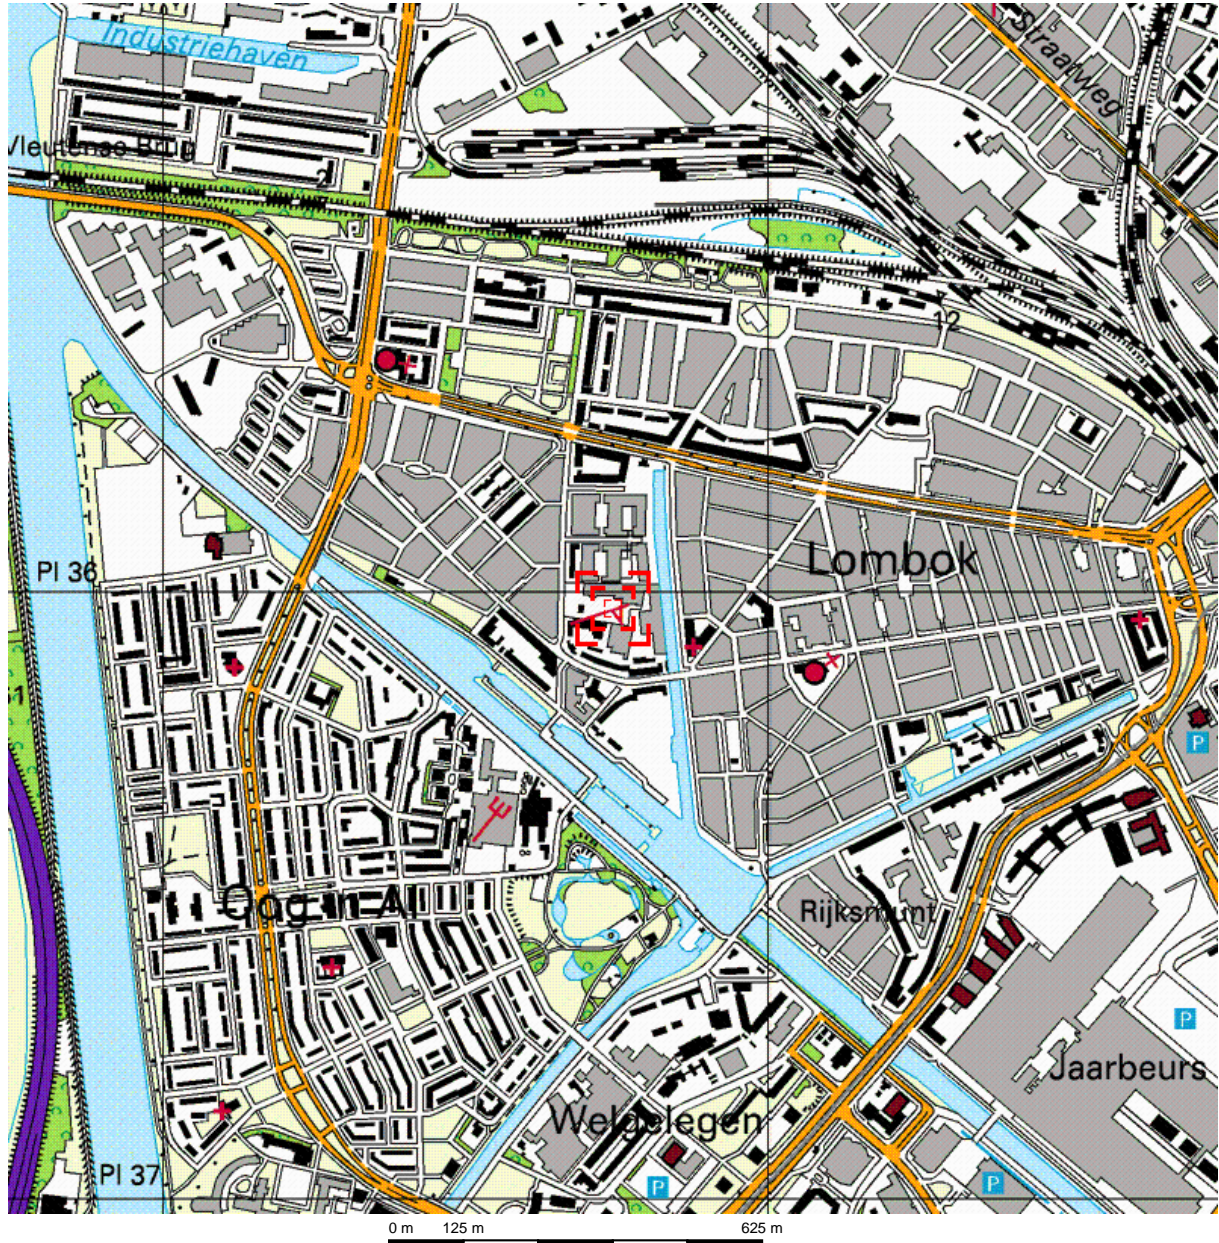 Industriehaven
Straatweg
Vleutense Brug
2
12
Lombok
Pl 36
51
P
Oog in Al
Rijksmunt
P
Jaarbeurs
Welgelegen
Pl 37
P
P
0 m 125 m 625 m